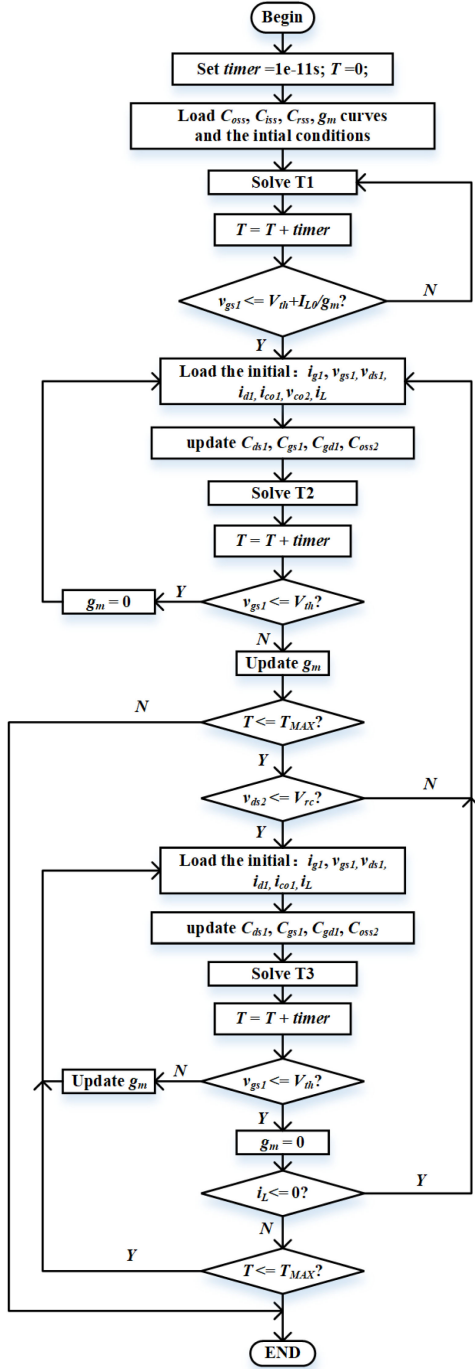 Begin
Set timer =1e-11s; T =0;
Load Coss, Ciss, Crss, gm curves
and the intial conditions
Solve T1
T = T + timer
vgs1 <= Vth+IL0/gm?
N
Y
Load the initial：ig1, vgs1, vds1,
id1, ico1, vco2, iL
update Cds1, Cgs1, Cgd1, Coss2
Solve T2
T = T + timer
gm = 0
Y
vgs1 <= Vth?
N
Update gm
N
T <= TMAX?
Y
vds2 <= Vrc?
N
Y
Load the initial：ig1, vgs1, vds1,
id1, ico1, iL
update Cds1, Cgs1, Cgd1, Coss2
Solve T3
T = T + timer
Update gm
N
vgs1 <= Vth?
Y
gm = 0
iL <= 0?
Y
N
Y
T <= TMAX?
END